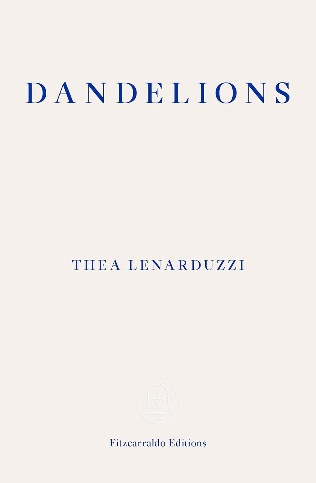 DANDELIONS
THEA LENARDUZZI
Fitzcarraldo Editions